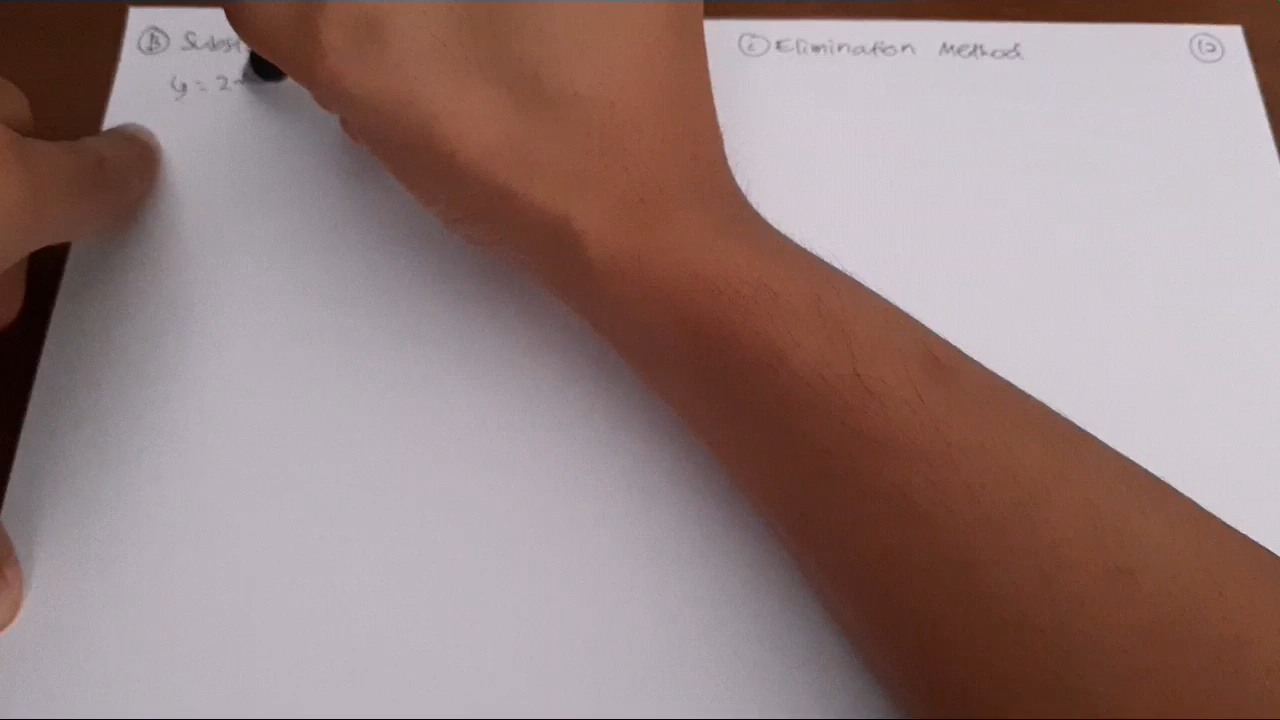 Ⓑ Subst
y = 2
Ⓒ Elimination Method
⑫